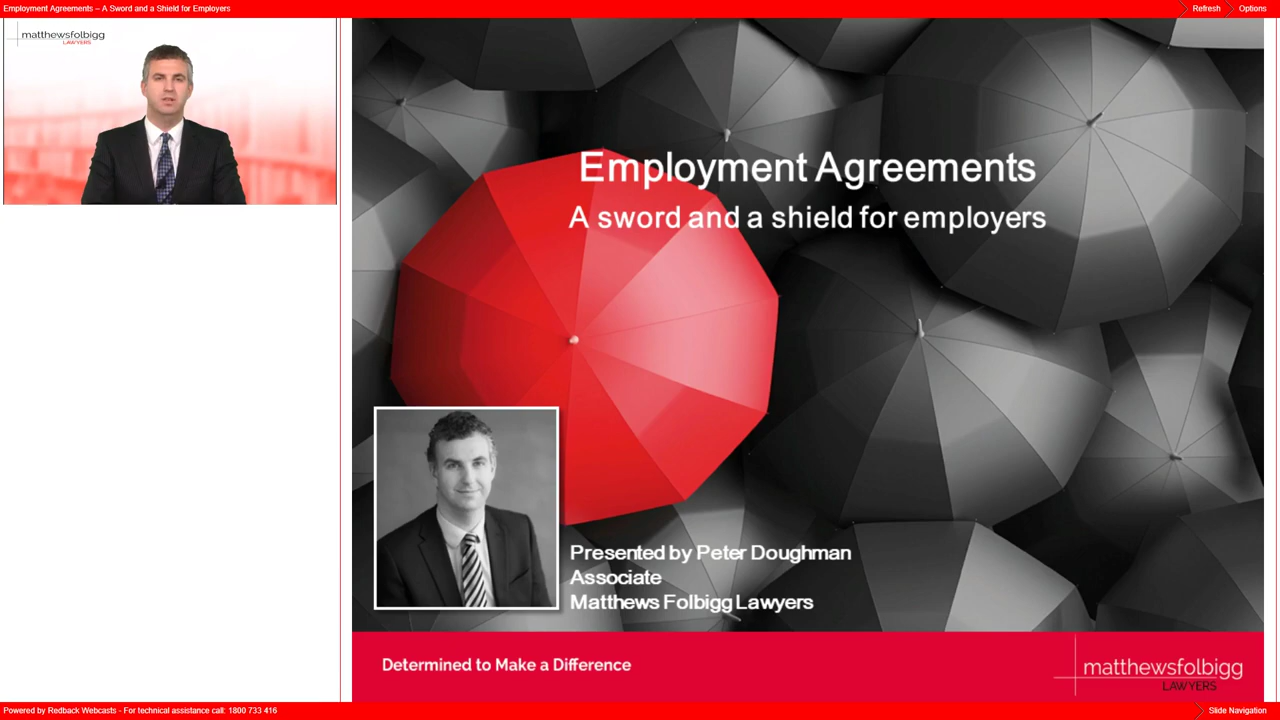 Employment Agreements – A Sword and a Shield for Employers
Refresh
Options
matthewsfolbigg
LAWYERS
Employment Agreements
A sword and a shield for employers
Presented by Peter Doughman
Associate
Matthews Folbigg Lawyers
Determined to Make a Difference
matthewsfolbigg
LAWYERS
Powered by Redback Webcasts - For technical assistance call: 1800 733 416
Slide Navigation